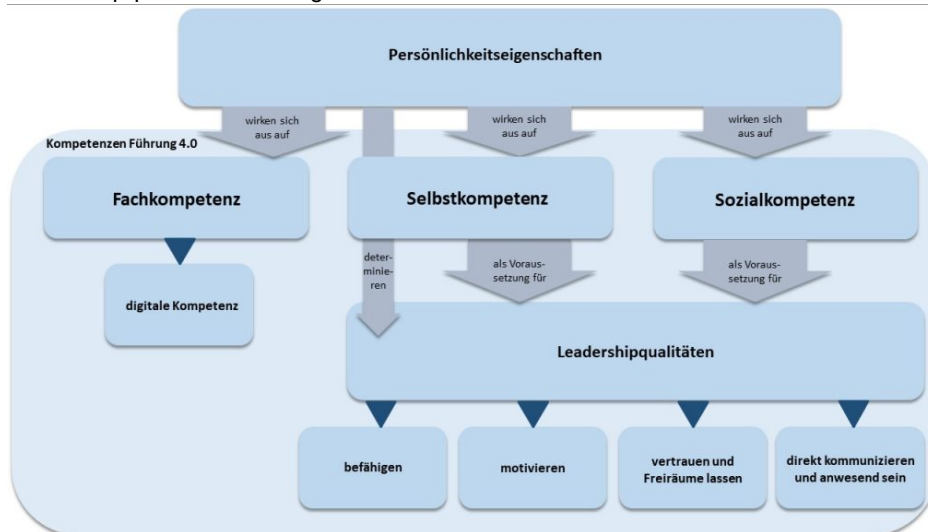 Persönlichkeitseigenschaften
wirken sich
aus auf
wirken sich
aus auf
wirken sich
aus auf
Kompetenzen Führung 4.0
Fachkompetenz
Selbstkompetenz
Sozialkompetenz
deter-
minie-
ren
als Voraus-
setzung für
als Voraus-
setzung für
digitale Kompetenz
Leadershipqualitäten
befähigen
motivieren
vertrauen und
Freiräume lassen
direkt kommunizieren
und anwesend sein